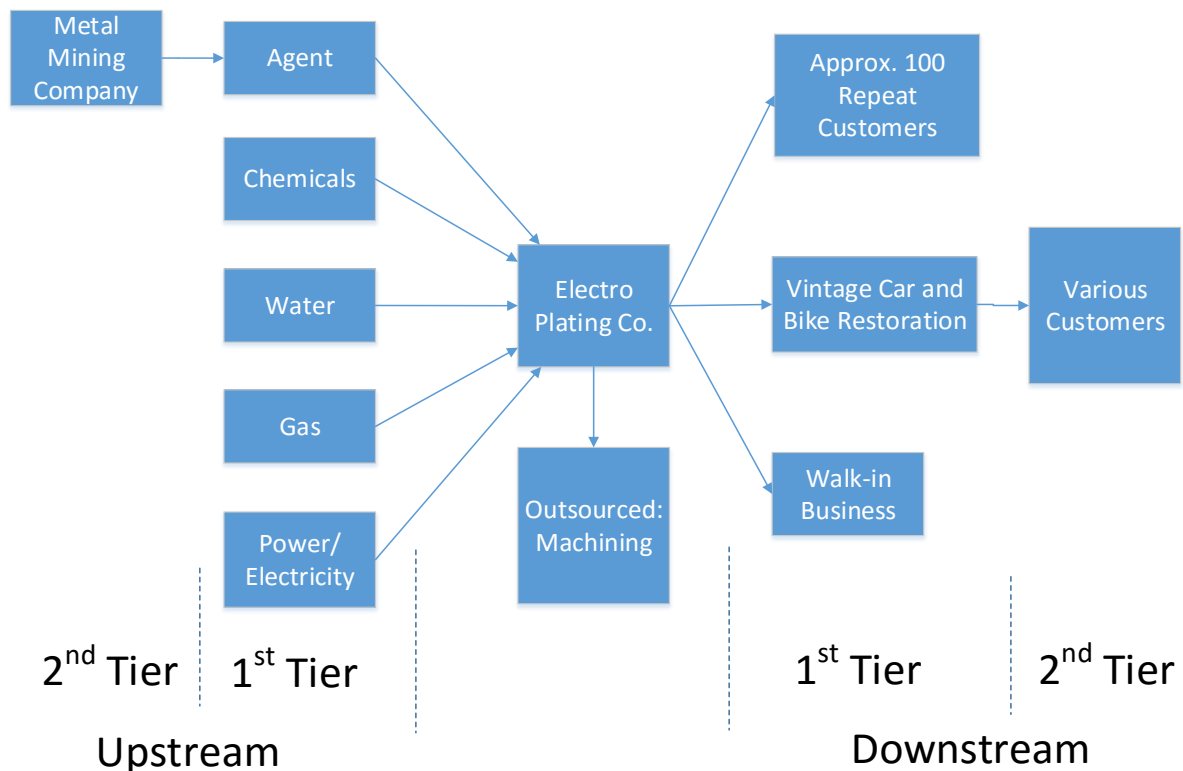 Metal
Mining
Company
Agent
Approx. 100
Repeat
Customers
Chemicals
Water
Electro
Plating Co.
Vintage Car and
Bike Restoration
Various
Customers
Gas
Outsourced:
Machining
Walk-in
Business
Power/
Electricity
2nd Tier
1st Tier
1st Tier
2nd Tier
Upstream
Downstream